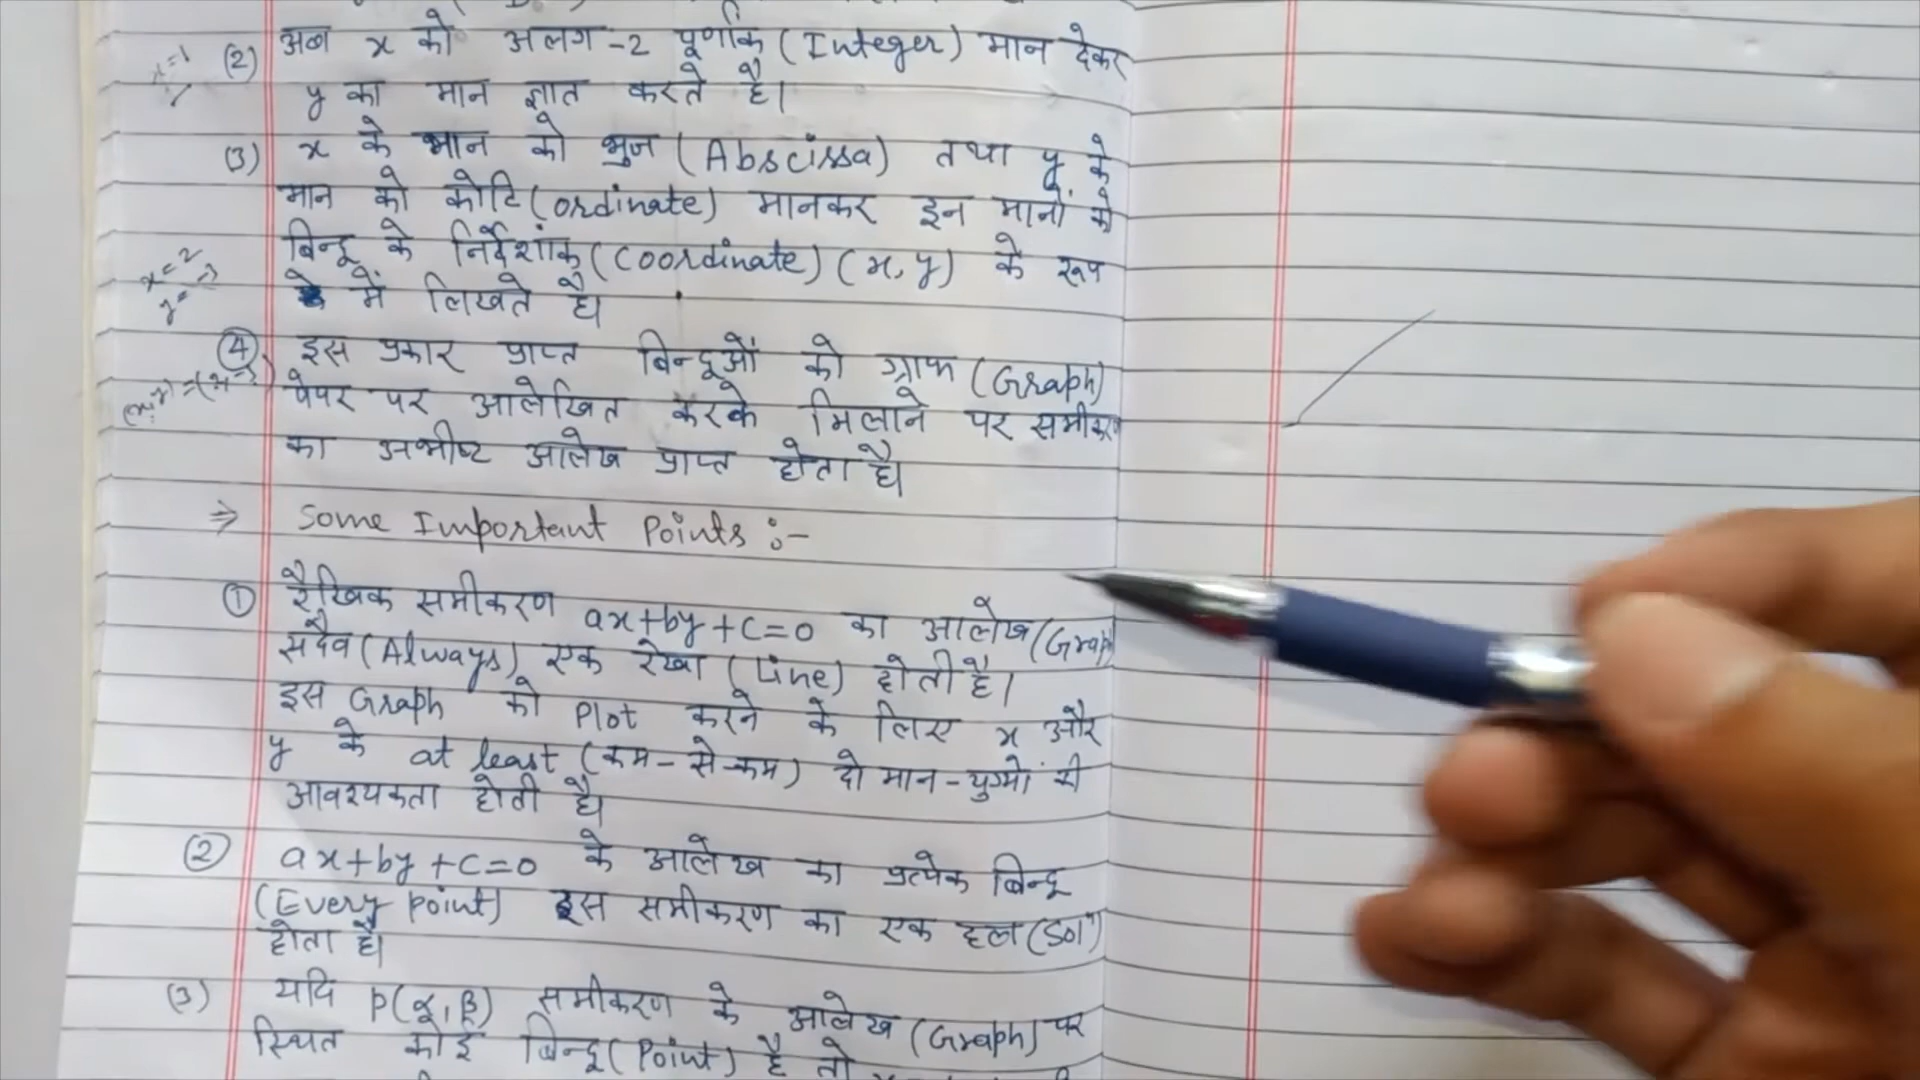 (2) अब x को अलग-2 पूर्णांक (Integer) मान देकर
x=1
y का मान ज्ञात करते है।
(3) x के मान को भुज (Abscissa) तथा y के
मान को कोटि (ordinate) मानकर इन मानों को
बिन्दू के निर्देशांक (Coordinate) (x, y) के रूप
x=2
में लिखते है।
(4) इस प्रकार प्राप्त बिन्दूओं को ग्राफ (Graph)
पेपर पर आलेखित करके मिलाने पर समीकरण
का अभीष्ट आलेख प्राप्त होता है।
⇒ Some Important Points :-
(1) रैखिक समीकरण ax+by+c=0 का आलेख (Graph)
सदैव (Always) एक रेखा (Line) होती है।
इस Graph को Plot करने के लिए x और
y के at least (कम-से-कम) दो मान-युग्मों की
आवश्यकता होती है।
(2) ax+by+c=0 के आलेख का प्रत्येक बिन्दू
(Every point) इस समीकरण का एक हल (Solⁿ)
होता है।
(3) यदि P(α,β) समीकरण के आलेख (Graph) पर
स्थित कोई बिन्दू (Point) है तो